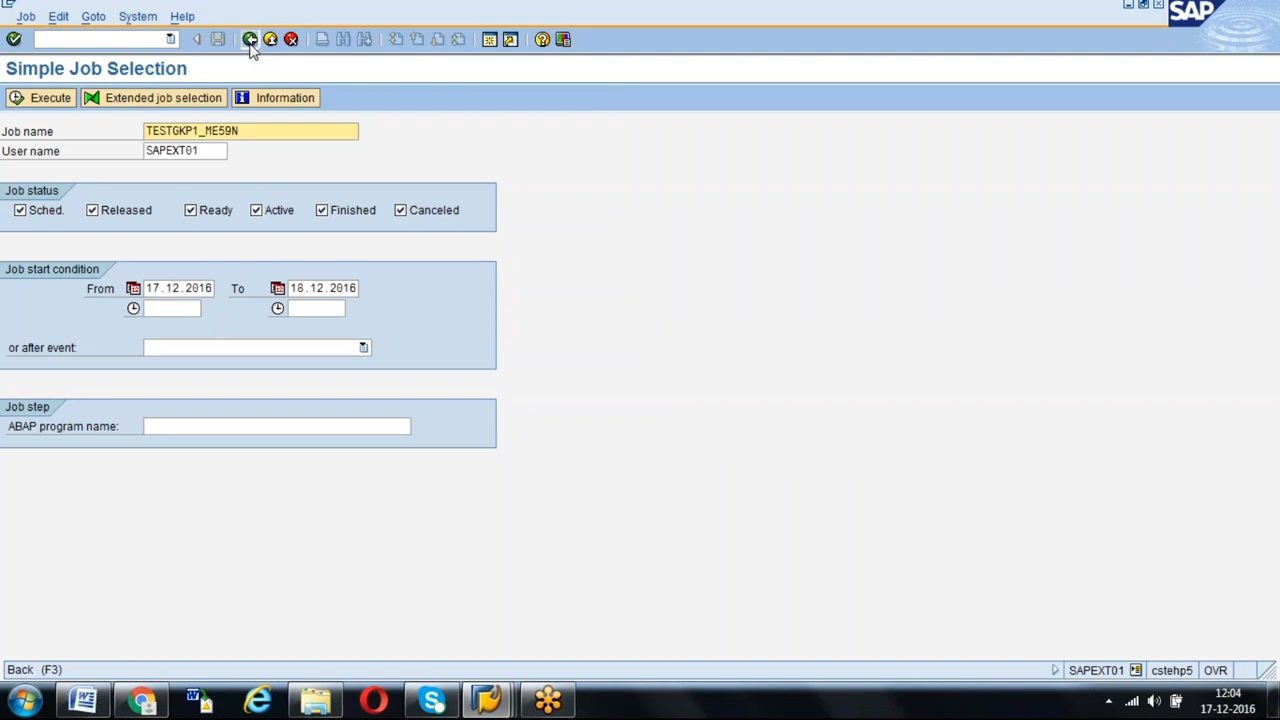 Job Edit Goto System Help
SAP
Simple Job Selection
Execute Extended job selection Information
Job name TESTGKP1_ME59N
User name SAPEXT01
Job status
Sched. Released Ready Active Finished Canceled
Job start condition
From 17.12.2016 To 18.12.2016
or after event:
Job step
ABAP program name:
Back (F3) SAPEXT01 cstehp5 OVR
12:04
17-12-2016